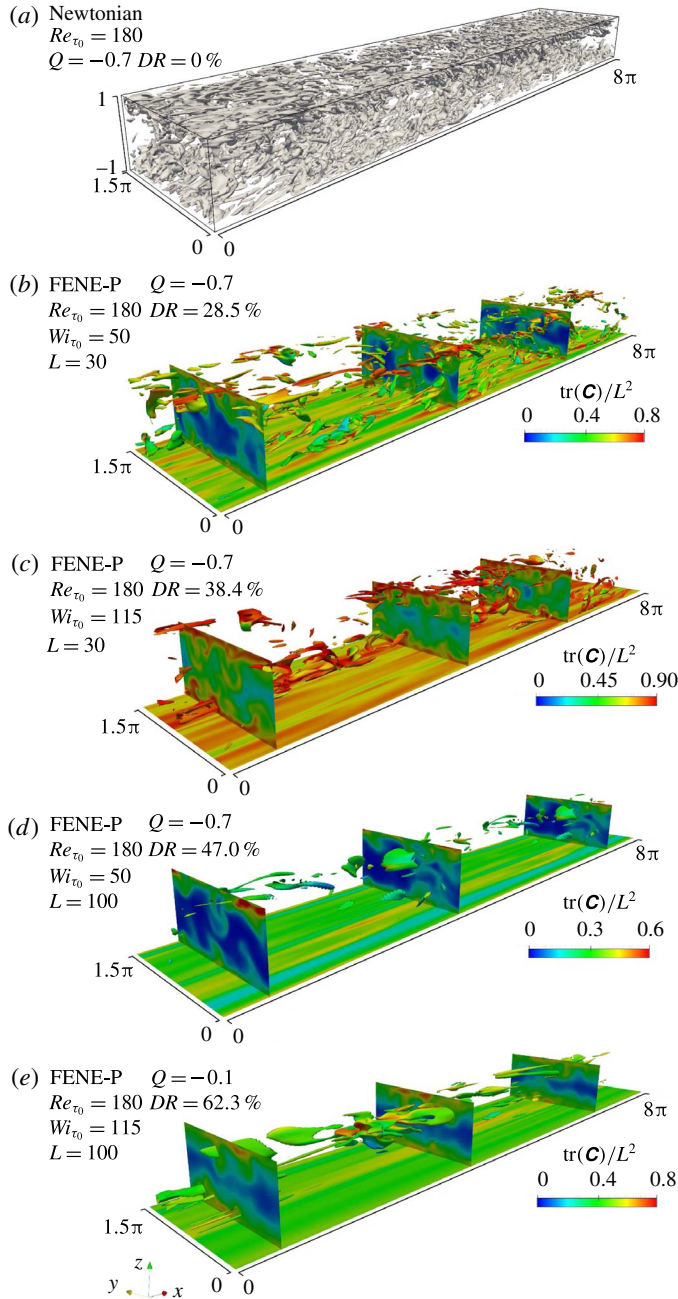 (a) Newtonian
Re_τ0 = 180
Q = −0.7 DR = 0 %
1
−1
1.5π
0
0
8π
(b) FENE-P Q = −0.7
Re_τ0 = 180 DR = 28.5 %
Wi_τ0 = 50
L = 30
8π
tr(C)/L²
0 0.4 0.8
1.5π
0
0
(c) FENE-P Q = −0.7
Re_τ0 = 180 DR = 38.4 %
Wi_τ0 = 115
L = 30
8π
tr(C)/L²
0 0.45 0.90
1.5π
0
0
(d) FENE-P Q = −0.7
Re_τ0 = 180 DR = 47.0 %
Wi_τ0 = 50
L = 100
8π
tr(C)/L²
0 0.3 0.6
1.5π
0
0
(e) FENE-P Q = −0.1
Re_τ0 = 180 DR = 62.3 %
Wi_τ0 = 115
L = 100
8π
tr(C)/L²
0 0.4 0.8
1.5π
z
y x
0
0